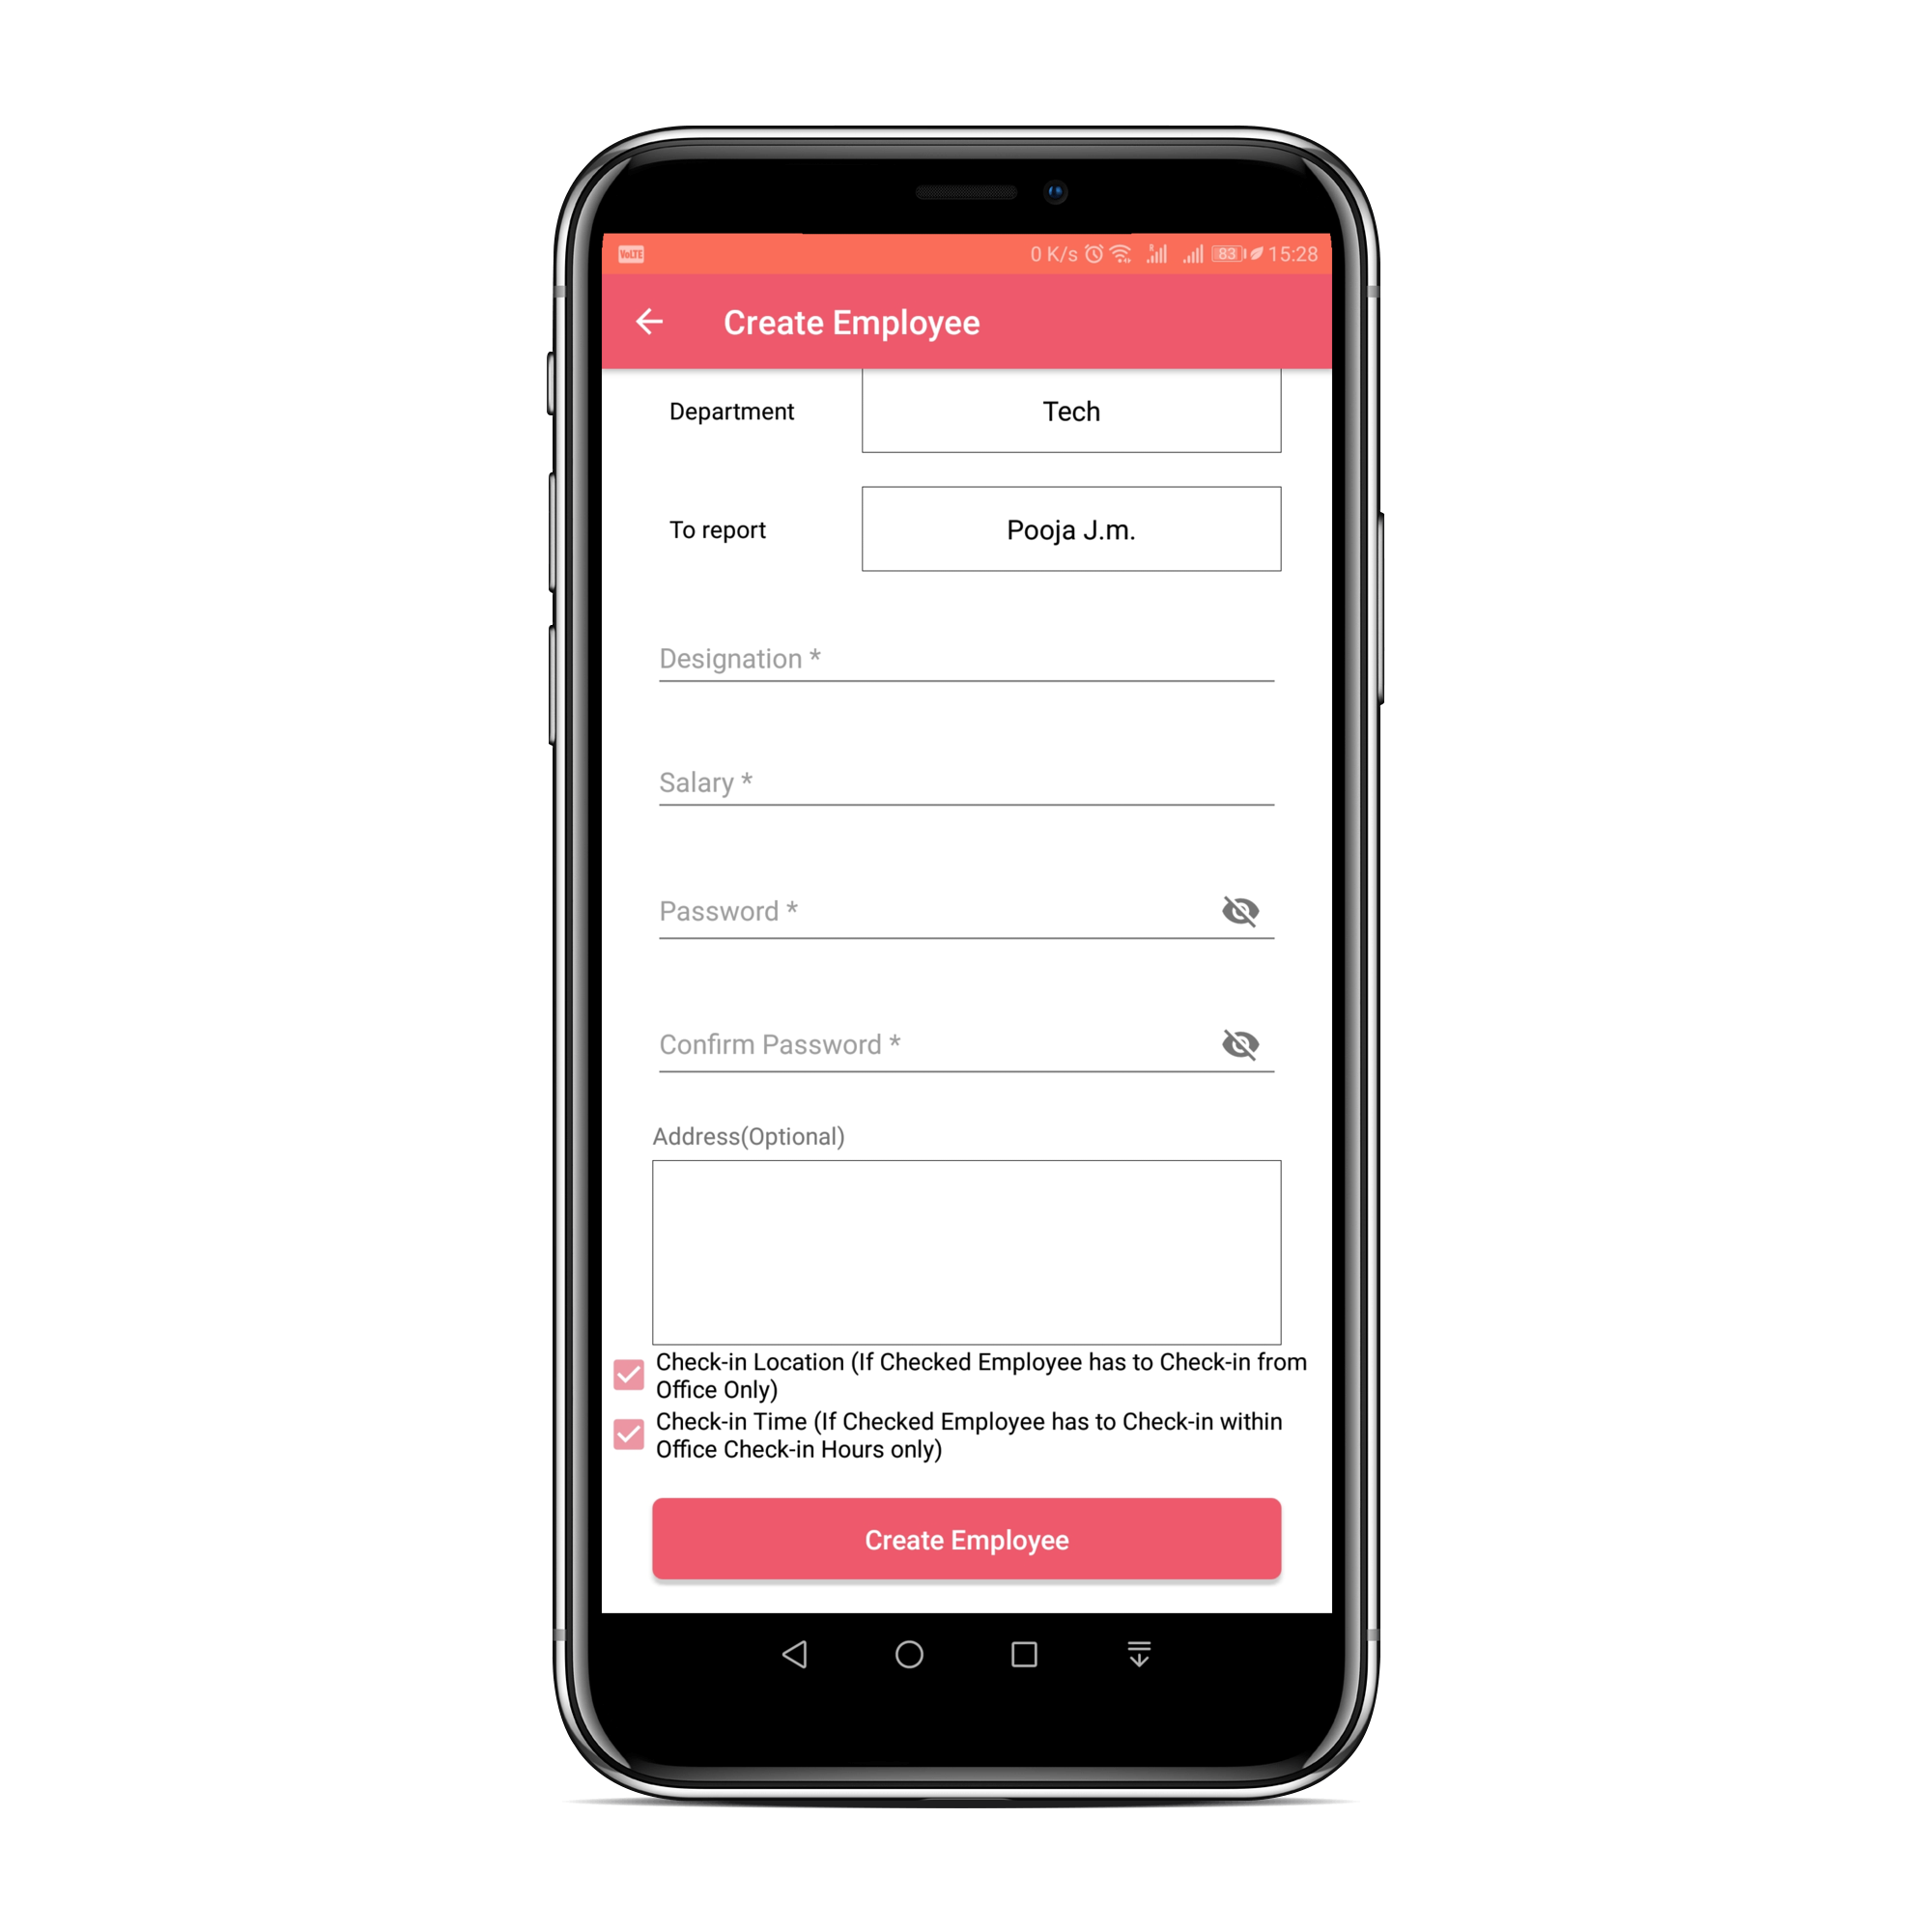 VoLTE
0 K/s R 83 15:28
Create Employee
Department
Tech
To report
Pooja J.m.
Designation *
Salary *
Password *
Confirm Password *
Address(Optional)
Check-in Location (If Checked Employee has to Check-in from
Office Only)
Check-in Time (If Checked Employee has to Check-in within
Office Check-in Hours only)
Create Employee